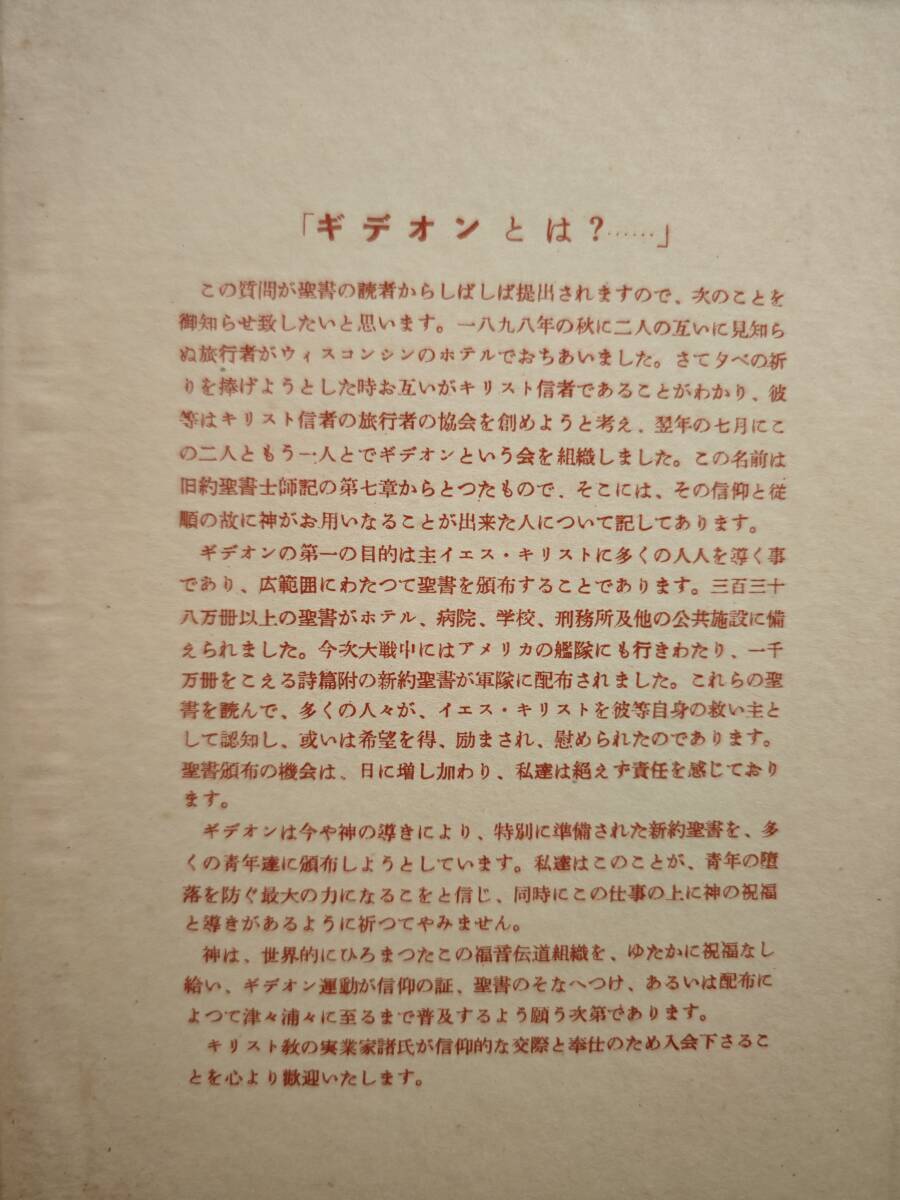 「ギデオンとは？……」
この質問が聖書の読者からしばしば提出されますので、次のことを
御知らせ致したいと思います。一八九八年の秋に二人の互いに見知ら
ぬ旅行者がウィスコンシンのホテルでおちあいました。さて夕べの祈
りを捧げようとした時お互いがキリスト信者であることがわかり、彼
等はキリスト信者の旅行者の協会を創めようと考え、翌年の七月にこ
の二人ともう一人とでギデオンという会を組織しました。この名前は
旧約聖書士師記の第七章からとつたもので、そこには、その信仰と従
順の故に神がお用いなることが出来た人について記してあります。
ギデオンの第一の目的は主イエス・キリストに多くの人人を導く事
であり、広範囲にわたつて聖書を頒布することであります。三百三十
八万冊以上の聖書がホテル、病院、学校、刑務所及他の公共施設に備
えられました。今次大戦中にはアメリカの艦隊にも行きわたり、一千
万冊をこえる詩篇附の新約聖書が軍隊に配布されました。これらの聖
書を読んで、多くの人々が、イエス・キリストを彼等自身の救い主と
して認知し、或いは希望を得、励まされ、慰められたのであります。
聖書頒布の機会は、日に増し加わり、私達は絶えず責任を感じており
ます。
ギデオンは今や神の導きにより、特別に準備された新約聖書を、多
くの青年達に頒布しようとしています。私達はこのことが、青年の堕
落を防ぐ最大の力になることを信じ、同時にこの仕事の上に神の祝福
と導きがあるように祈つてやみません。
神は、世界的にひろまつたこの福音伝道組織を、ゆたかに祝福なし
給い、ギデオン運動が信仰の証、聖書のそなへつけ、あるいは配布に
よつて津々浦々に至るまで普及するよう願う次第であります。
キリスト教の実業家諸氏が信仰的な交際と奉仕のため入会下さるこ
とを心より歓迎いたします。